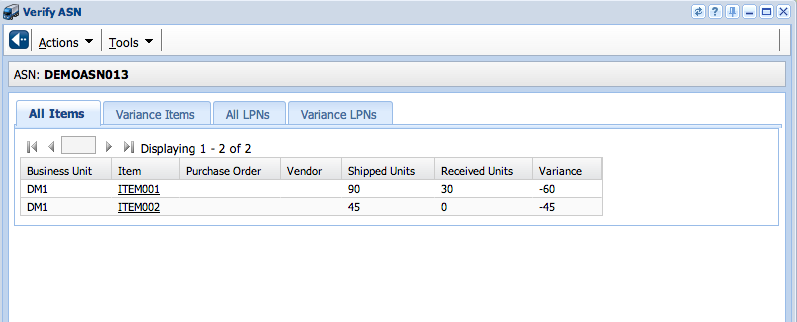 Verify ASN
Actions Tools
ASN: DEMOASN013
All Items Variance Items All LPNs Variance LPNs
Displaying 1 - 2 of 2
Business Unit Item Purchase Order Vendor Shipped Units Received Units Variance
DM1 ITEM001 90 30 -60
DM1 ITEM002 45 0 -45